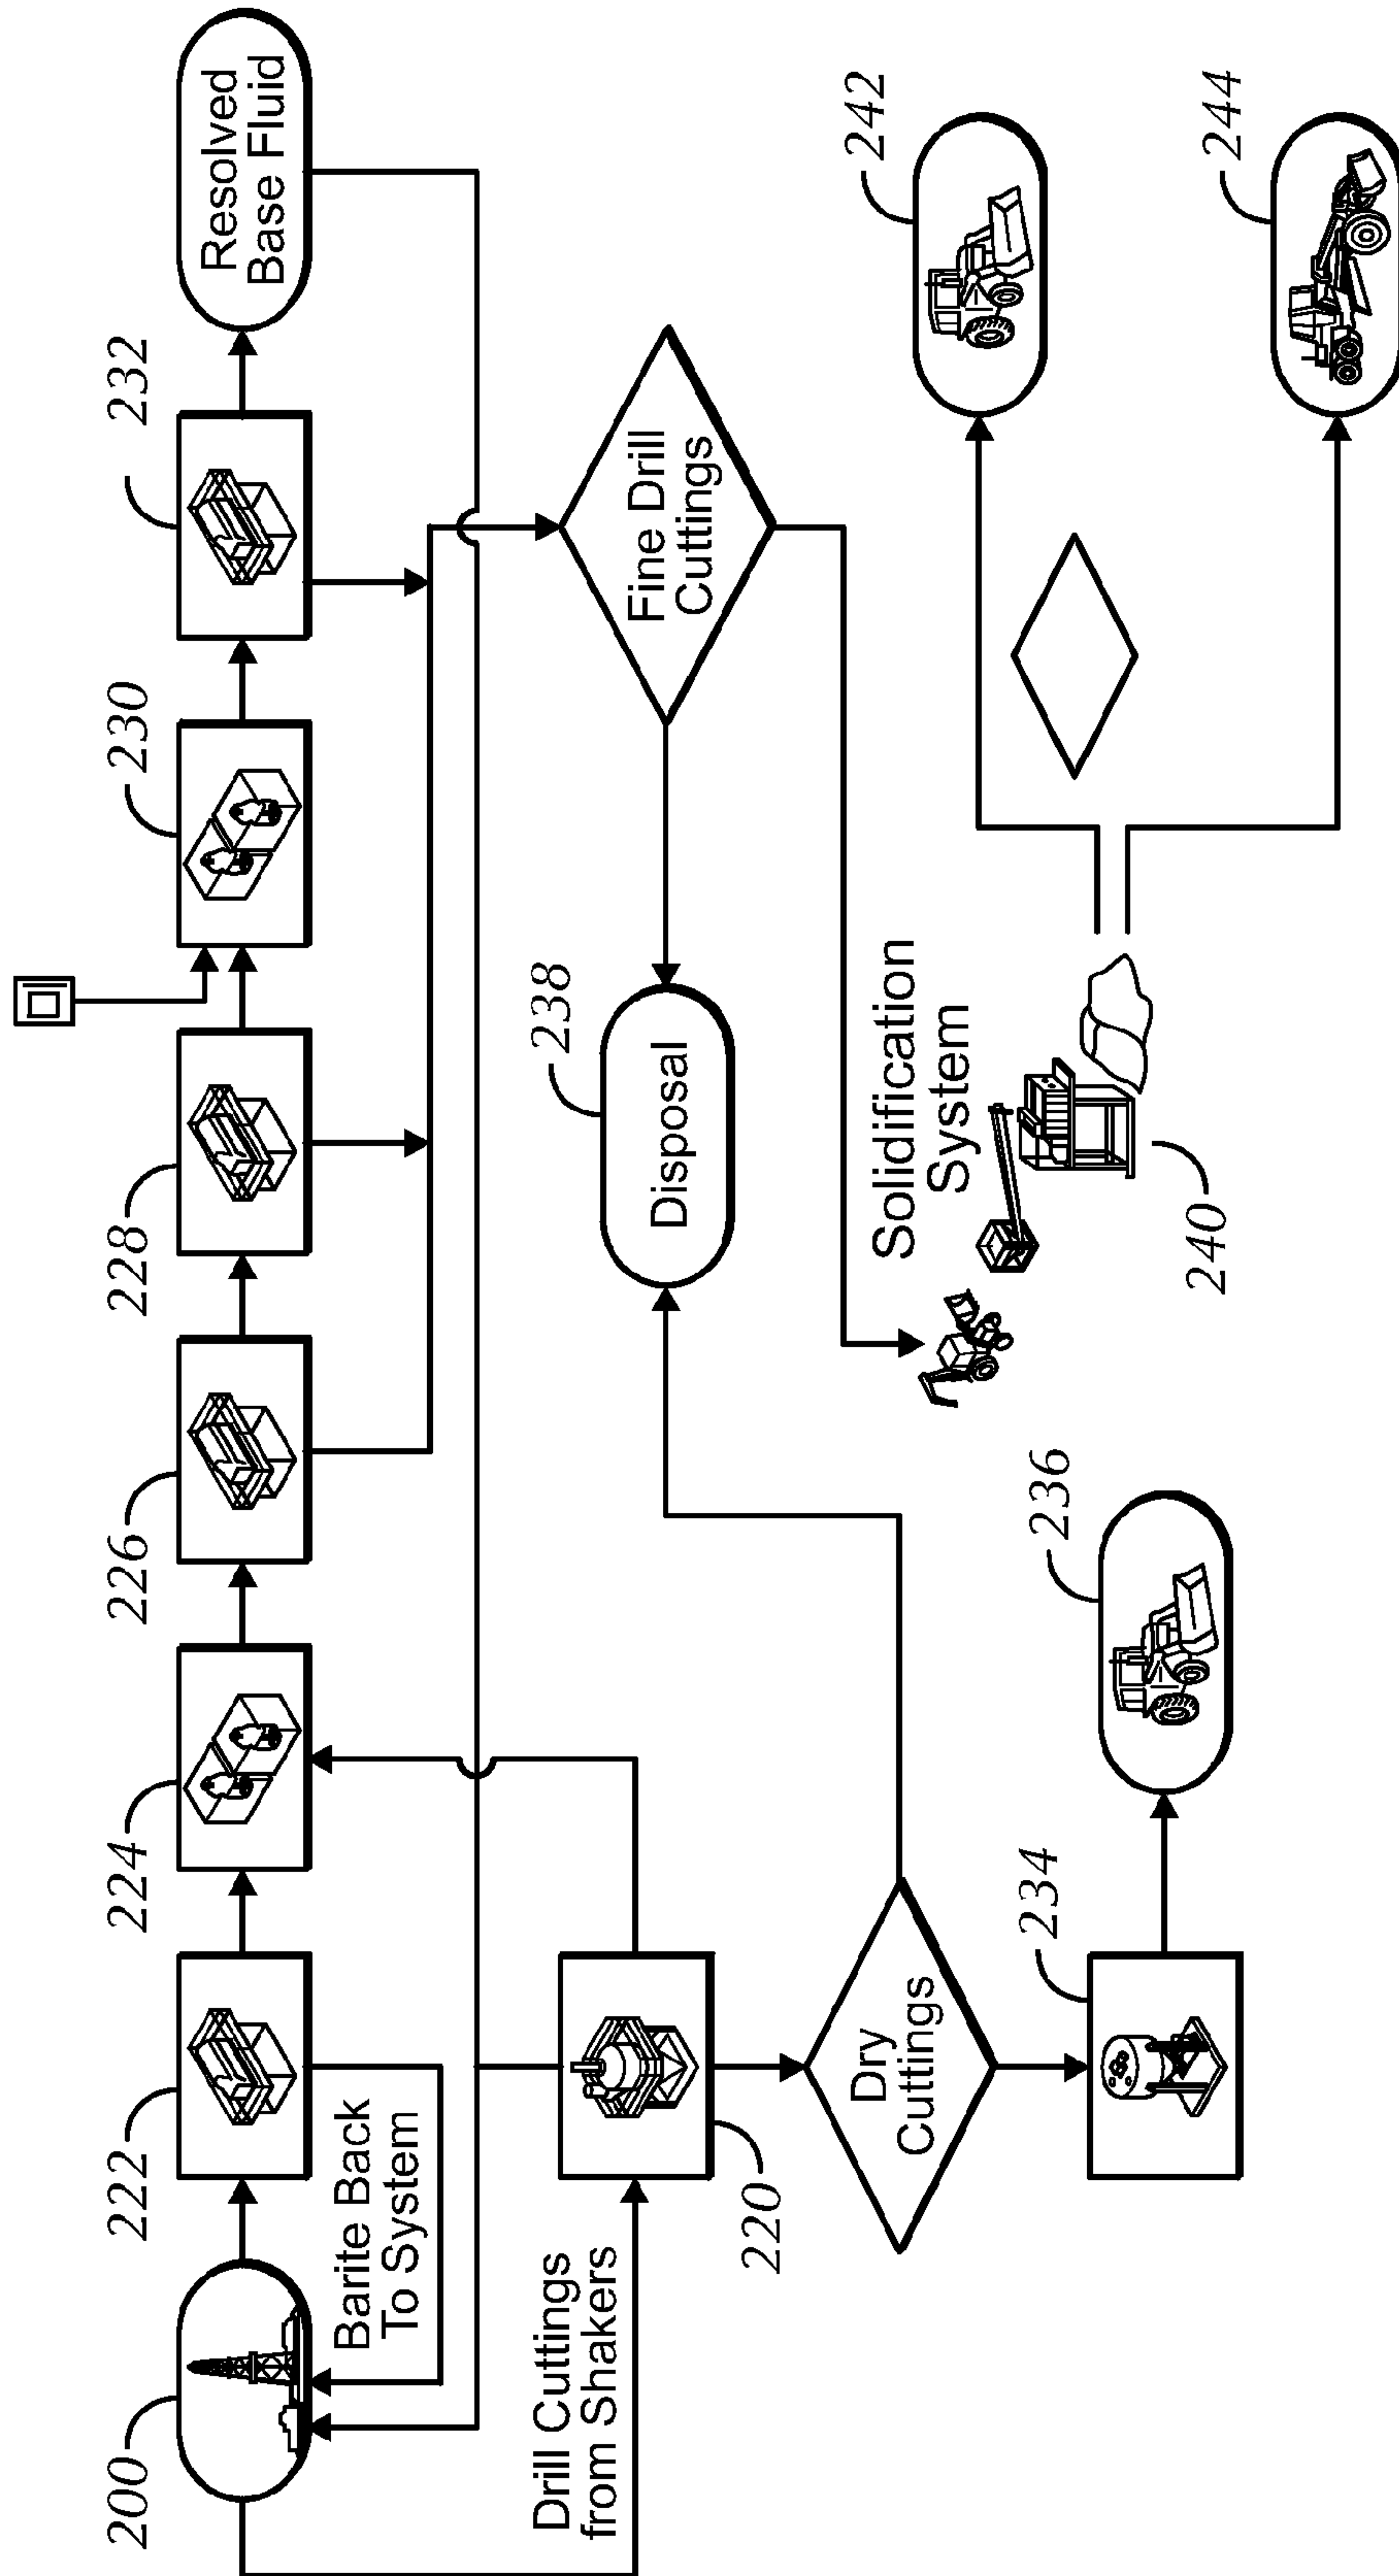 200
222
224
226
228
230
232
Resolved
Base Fluid
Barite Back
To System
Drill Cuttings
from Shakers
220
238
Disposal
Fine Drill
Cuttings
Dry
Cuttings
Solidification
System
240
242
234
236
244